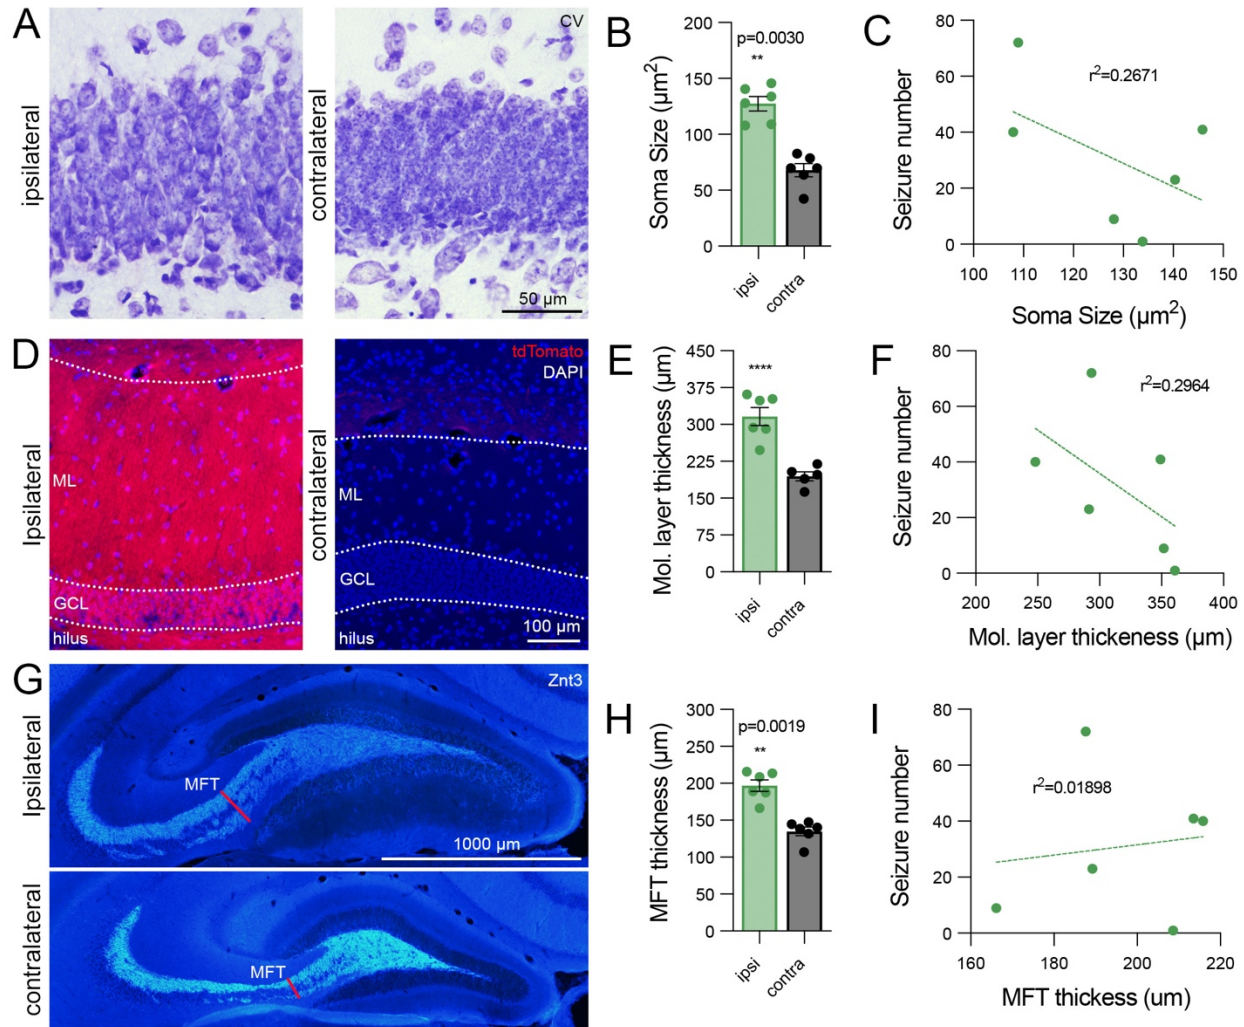 A
ipsilateral
contralateral
CV
50 µm
B
Soma Size (µm²)
200
150
100
50
0
p=0.0030
**
ipsi
contra
C
Seizure number
80
60
40
20
0
r²=0.2671
100 110 120 130 140 150
Soma Size (µm²)
D
Ipsilateral
ML
GCL
hilus
contralateral
tdTomato
DAPI
ML
GCL
hilus
100 µm
E
Mol. layer thickness (µm)
450
375
300
225
150
75
0
****
ipsi
contra
F
Seizure number
80
60
40
20
0
r²=0.2964
200 300 400
Mol. layer thickeness (µm)
G
Ipsilateral
Znt3
MFT
1000 µm
contralateral
MFT
H
MFT thickness (µm)
300
250
200
150
100
50
0
p=0.0019
**
ipsi
contra
I
Seizure number
80
60
40
20
0
r²=0.01898
160 180 200 220
MFT thickess (um)